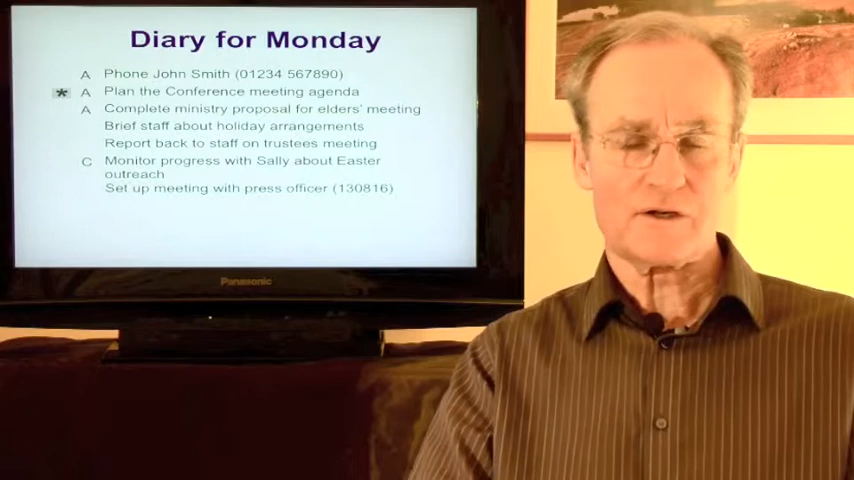 Diary for Monday
A Phone John Smith (01234 567890)
* A Plan the Conference meeting agenda
A Complete ministry proposal for elders' meeting
Brief staff about holiday arrangements
Report back to staff on trustees meeting
C Monitor progress with Sally about Easter
outreach
Set up meeting with press officer (130816)
Panasonic